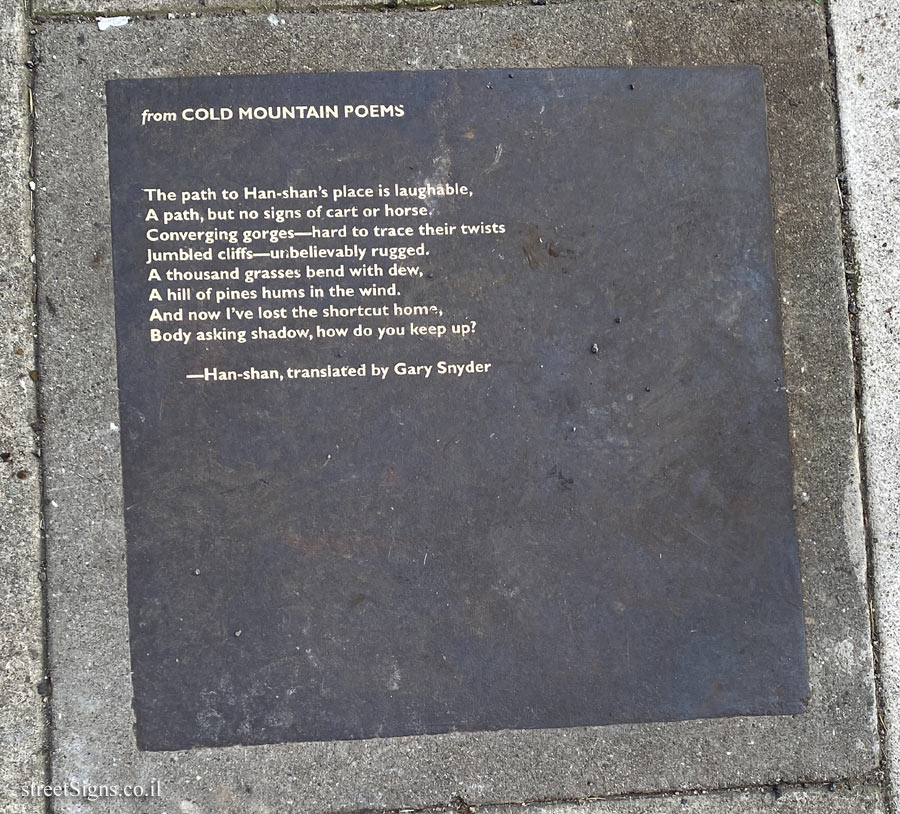 from COLD MOUNTAIN POEMS
The path to Han-shan's place is laughable,
A path, but no signs of cart or horse.
Converging gorges—hard to trace their twists
Jumbled cliffs—unbelievably rugged.
A thousand grasses bend with dew,
A hill of pines hums in the wind.
And now I've lost the shortcut home,
Body asking shadow, how do you keep up?
—Han-shan, translated by Gary Snyder
streetSigns.co.il